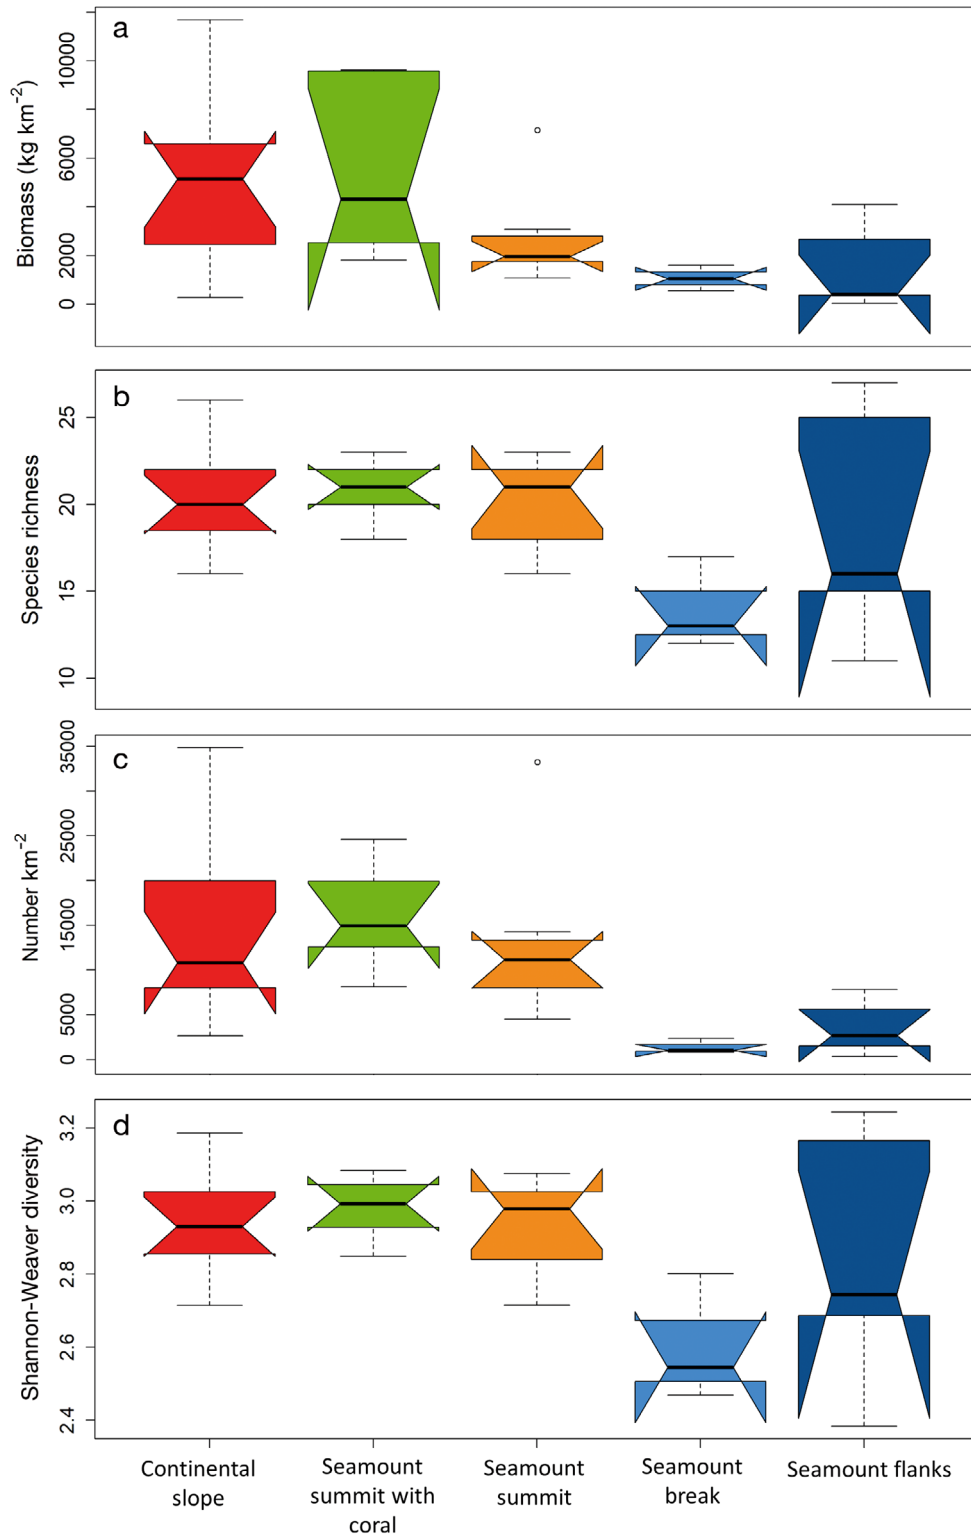 a
Biomass (kg km⁻²)
10000
6000
2000
0
b
Species richness
25
20
15
10
c
Number km⁻²
35000
25000
15000
5000
0
d
Shannon-Weaver diversity
3.2
3.0
2.8
2.6
2.4
Continental
slope
Seamount
summit with
coral
Seamount
summit
Seamount
break
Seamount flanks